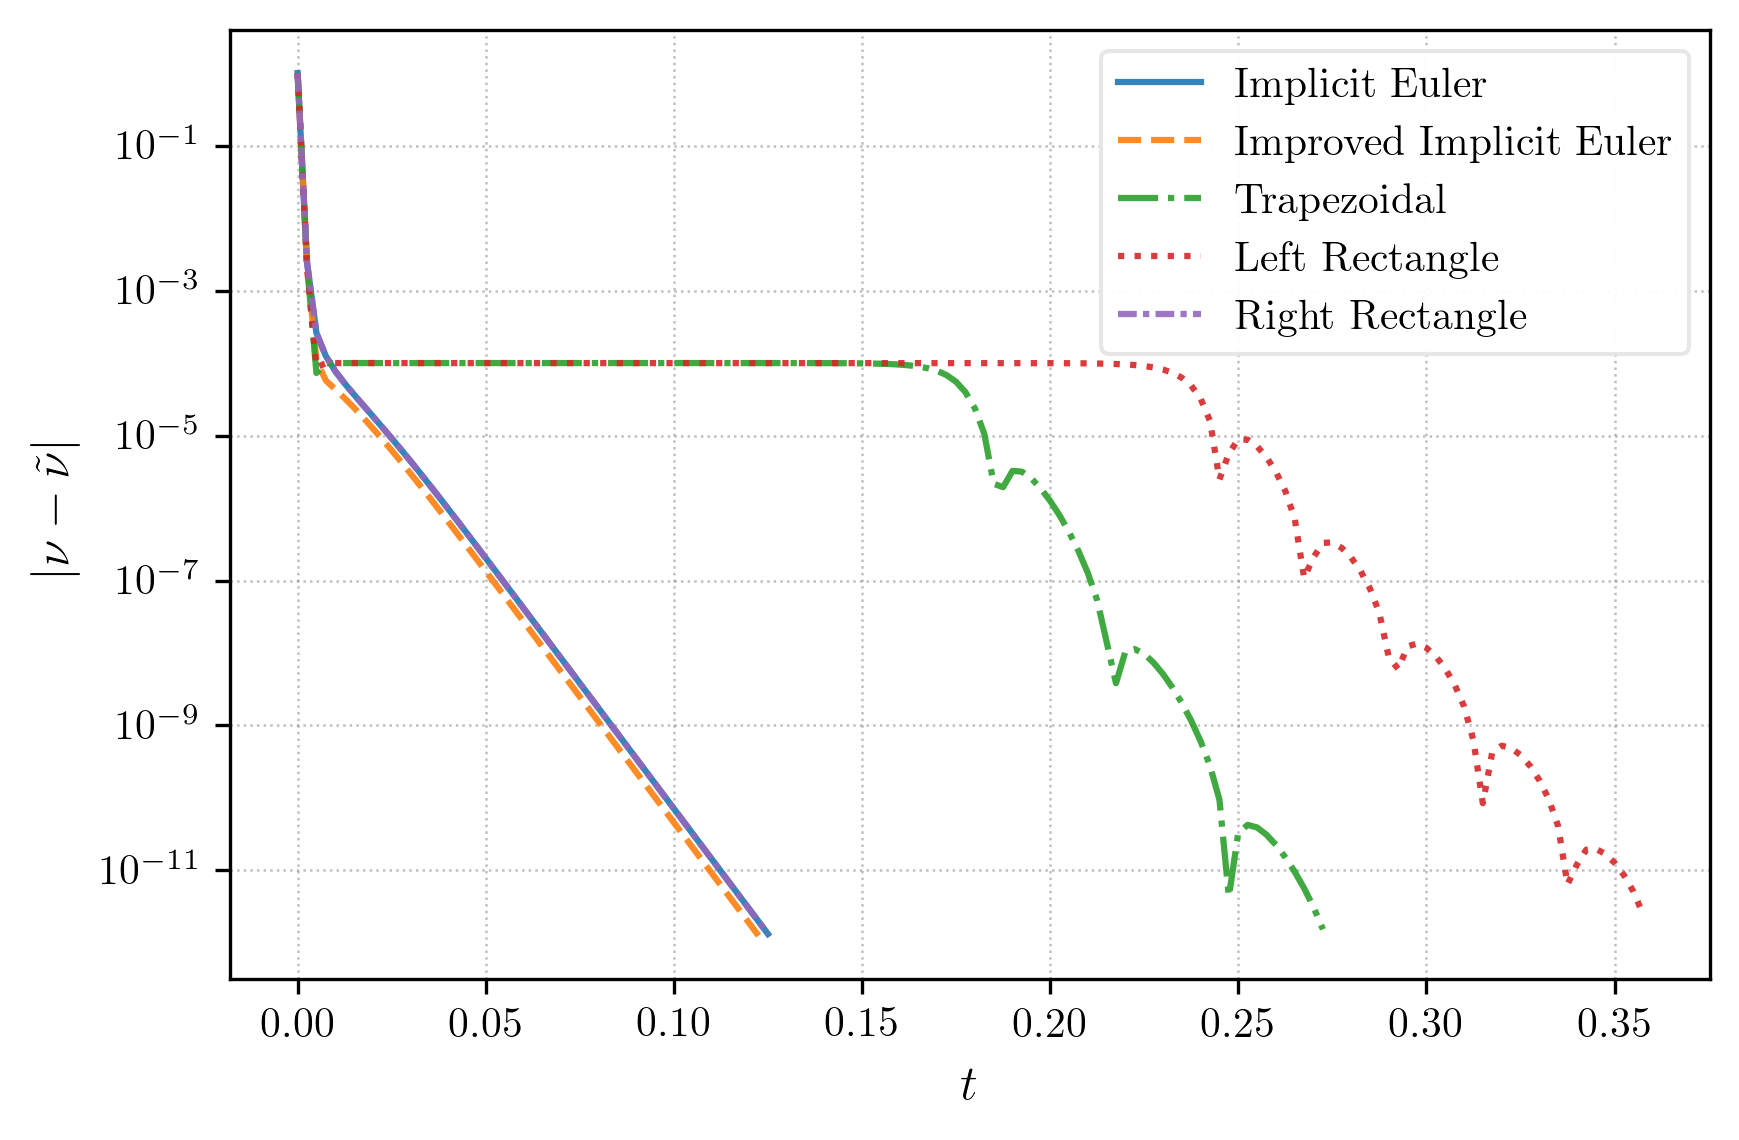 Implicit Euler
Improved Implicit Euler
Trapezoidal
Left Rectangle
Right Rectangle
10⁻¹
10⁻³
10⁻⁵
10⁻⁷
10⁻⁹
10⁻¹¹
|ν − ν̃|
0.00 0.05 0.10 0.15 0.20 0.25 0.30 0.35
t